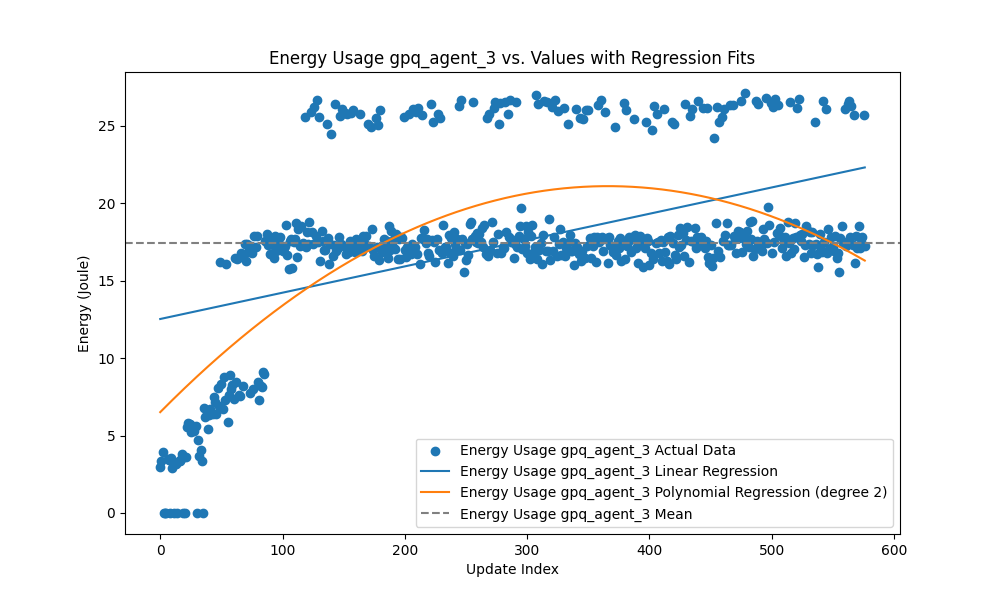 Energy Usage gpq_agent_3 vs. Values with Regression Fits
Energy (Joule)
25
20
15
10
5
0
Energy Usage gpq_agent_3 Actual Data
Energy Usage gpq_agent_3 Linear Regression
Energy Usage gpq_agent_3 Polynomial Regression (degree 2)
Energy Usage gpq_agent_3 Mean
0 100 200 300 400 500 600
Update Index